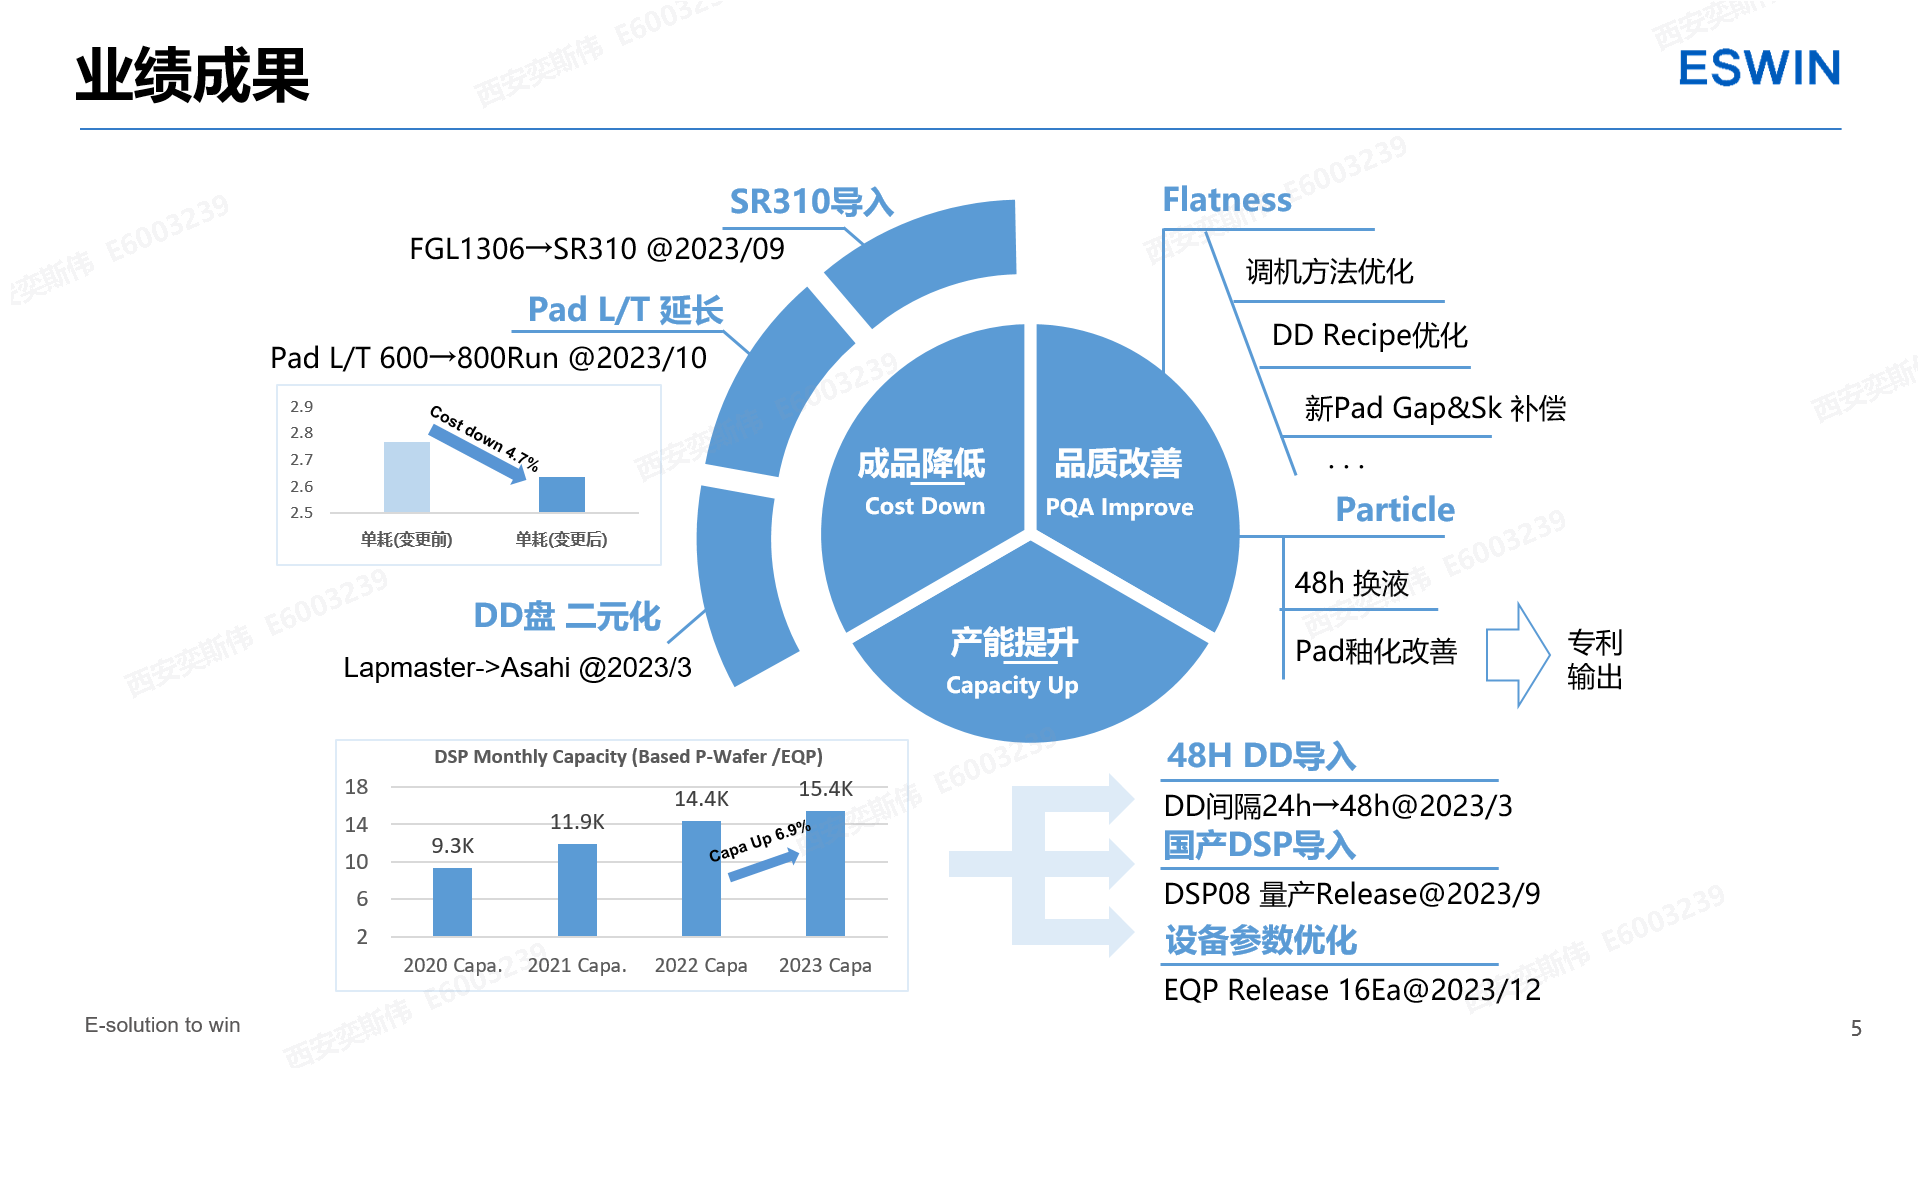 业绩成果
ESWIN
SR310导入
FGL1306→SR310 @2023/09
Pad L/T 延长
Pad L/T 600→800Run @2023/10
2.9
2.8
2.7
2.6
2.5
Cost down 4.7%
单耗(变更前)
单耗(变更后)
DD盘 二元化
Lapmaster->Asahi @2023/3
成品降低
Cost Down
品质改善
PQA Improve
产能提升
Capacity Up
Flatness
调机方法优化
DD Recipe优化
新Pad Gap&Sk 补偿
. . .
Particle
48h 换液
Pad釉化改善
专利
输出
DSP Monthly Capacity (Based P-Wafer /EQP)
18
14
10
6
2
9.3K
11.9K
14.4K
15.4K
Capa Up 6.9%
2020 Capa.
2021 Capa.
2022 Capa
2023 Capa
48H DD导入
DD间隔24h→48h@2023/3
国产DSP导入
DSP08 量产Release@2023/9
设备参数优化
EQP Release 16Ea@2023/12
E-solution to win
5
西安奕斯伟 E6003239